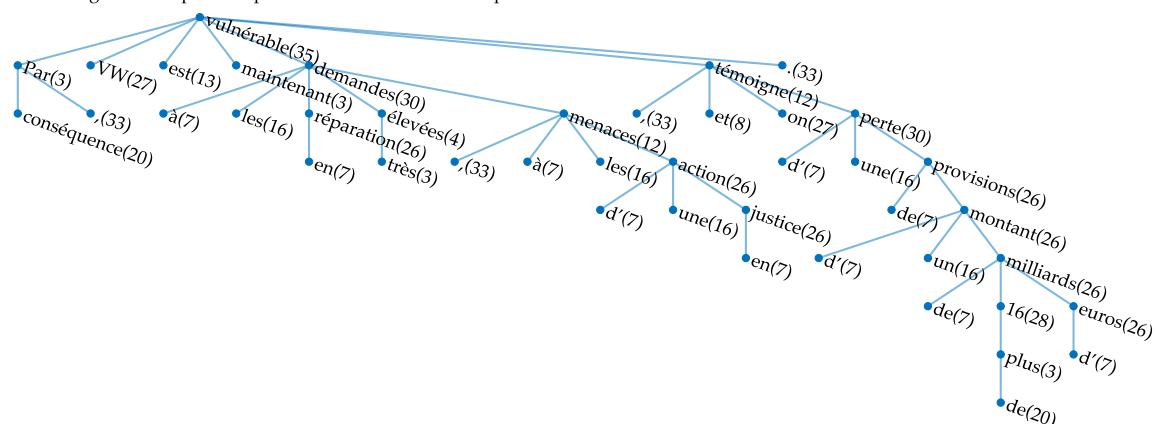 vulnérable(35)
Par(3) VW(27) est(13) maintenant(3) demandes(30) témoigne(12) .(33)
conséquence(20) ,(33) à(7) les(16) réparation(26) élevées(4) menaces(12) ,(33) et(8) on(27) perte(30)
en(7) très(3) ,(33) à(7) les(16) action(26) d’(7) une(16) provisions(26)
d’(7) une(16) justice(26) de(7) montant(26)
en(7) d’(7) un(16) milliards(26)
de(7) 16(28) euros(26)
plus(3) d’(7)
de(20)